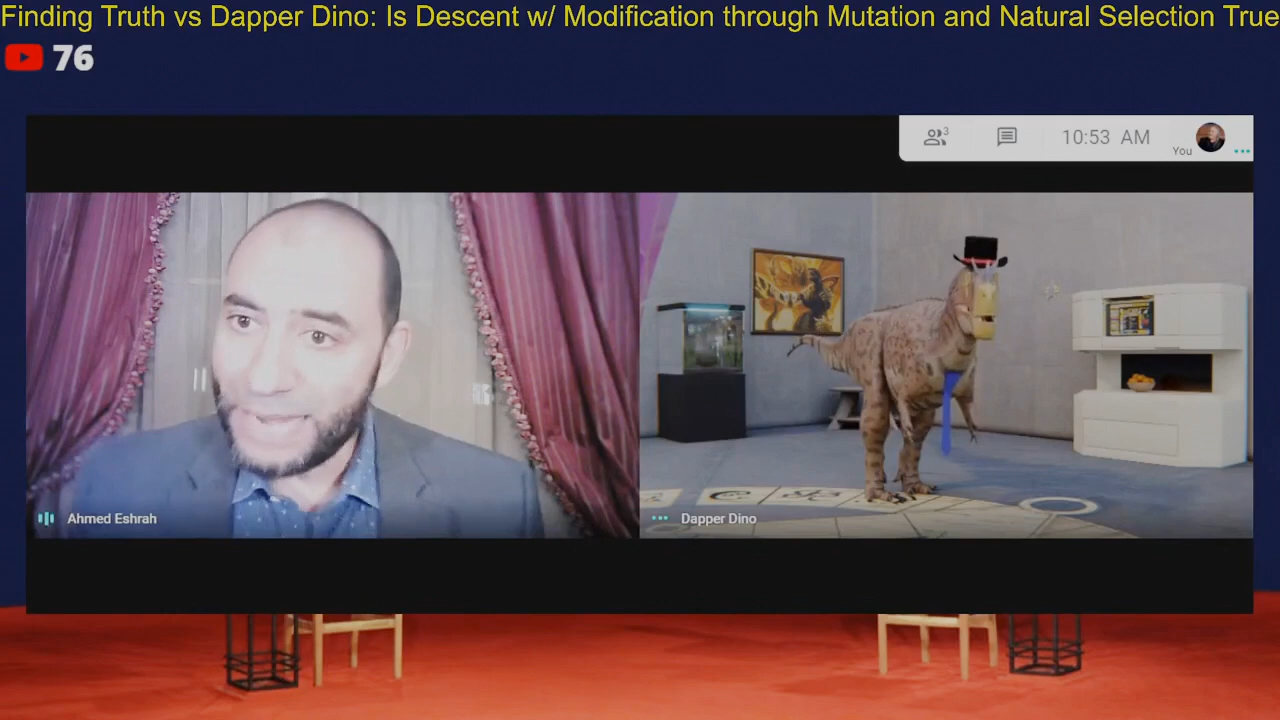 Finding Truth vs Dapper Dino: Is Descent w/ Modification through Mutation and Natural Selection True
76
3
10:53 AM
You
Ahmed Eshrah
Dapper Dino